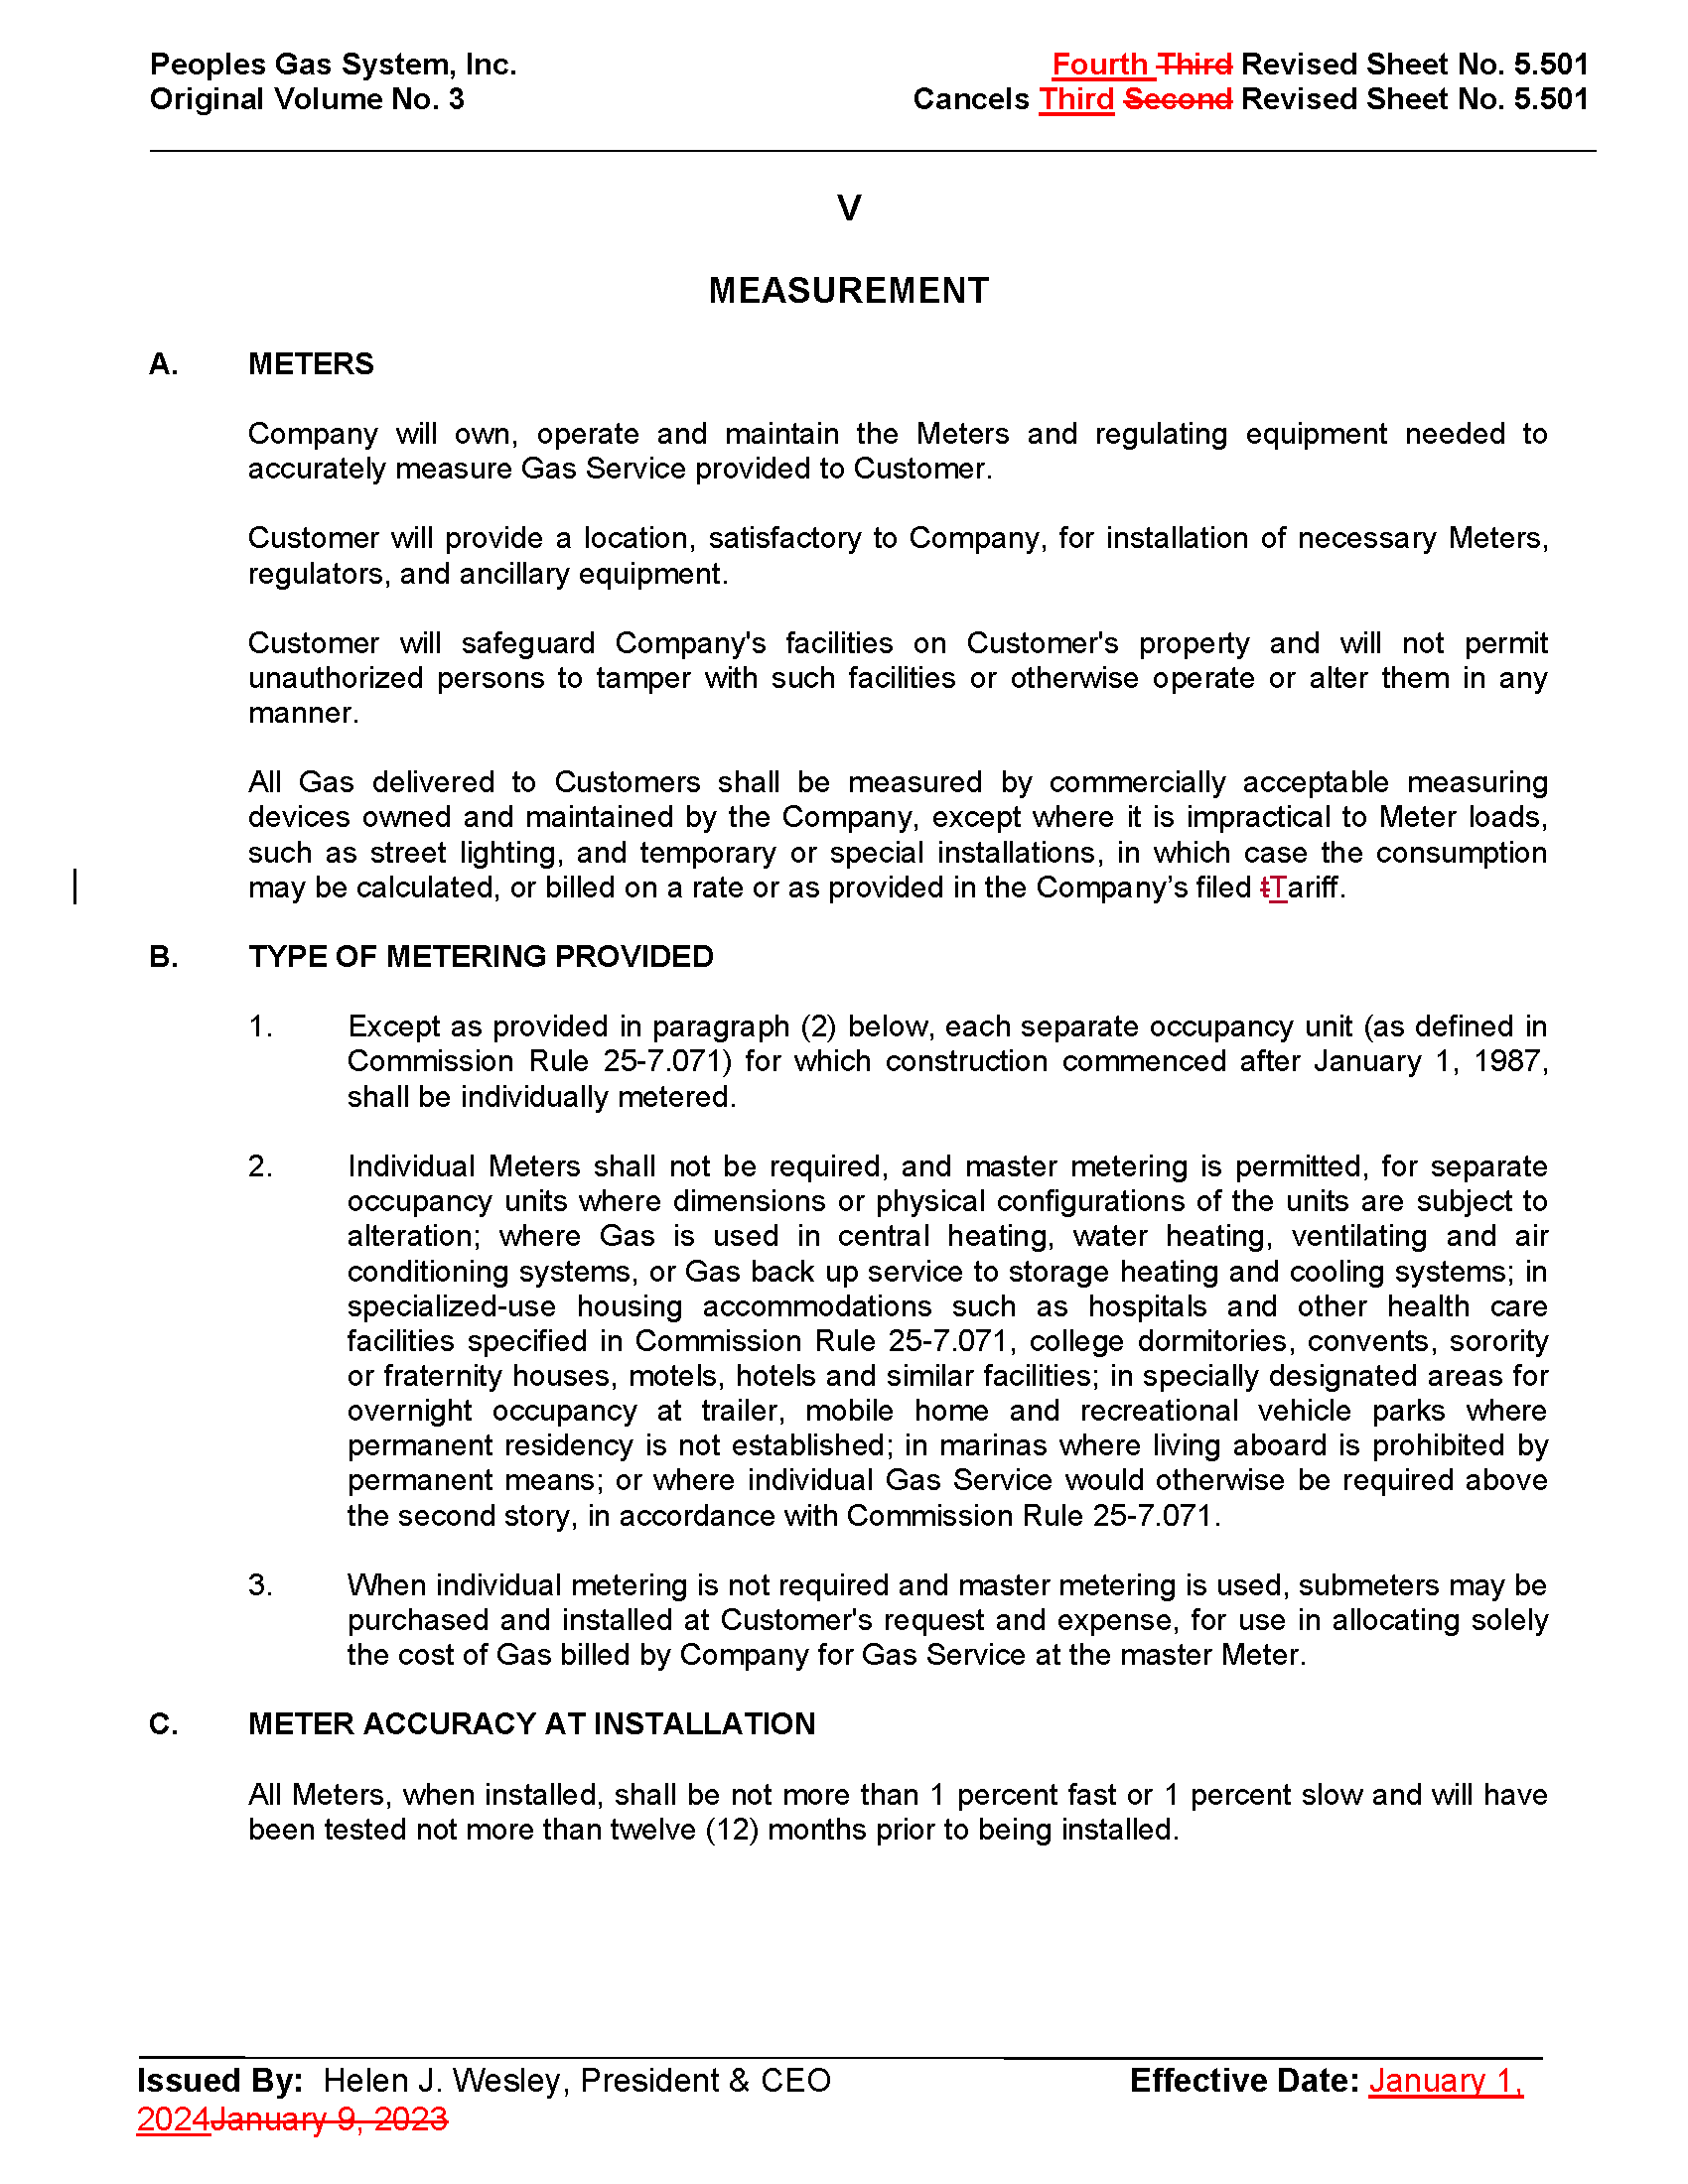 Peoples Gas System, Inc. Fourth Third Revised Sheet No. 5.501
Original Volume No. 3 Cancels Third Second Revised Sheet No. 5.501
V
MEASUREMENT
A. METERS
Company will own, operate and maintain the Meters and regulating equipment needed to
accurately measure Gas Service provided to Customer.
Customer will provide a location, satisfactory to Company, for installation of necessary Meters,
regulators, and ancillary equipment.
Customer will safeguard Company's facilities on Customer's property and will not permit
unauthorized persons to tamper with such facilities or otherwise operate or alter them in any
manner.
All Gas delivered to Customers shall be measured by commercially acceptable measuring
devices owned and maintained by the Company, except where it is impractical to Meter loads,
such as street lighting, and temporary or special installations, in which case the consumption
may be calculated, or billed on a rate or as provided in the Company’s filed tTariff.
B. TYPE OF METERING PROVIDED
1. Except as provided in paragraph (2) below, each separate occupancy unit (as defined in
Commission Rule 25-7.071) for which construction commenced after January 1, 1987,
shall be individually metered.
2. Individual Meters shall not be required, and master metering is permitted, for separate
occupancy units where dimensions or physical configurations of the units are subject to
alteration; where Gas is used in central heating, water heating, ventilating and air
conditioning systems, or Gas back up service to storage heating and cooling systems; in
specialized-use housing accommodations such as hospitals and other health care
facilities specified in Commission Rule 25-7.071, college dormitories, convents, sorority
or fraternity houses, motels, hotels and similar facilities; in specially designated areas for
overnight occupancy at trailer, mobile home and recreational vehicle parks where
permanent residency is not established; in marinas where living aboard is prohibited by
permanent means; or where individual Gas Service would otherwise be required above
the second story, in accordance with Commission Rule 25-7.071.
3. When individual metering is not required and master metering is used, submeters may be
purchased and installed at Customer's request and expense, for use in allocating solely
the cost of Gas billed by Company for Gas Service at the master Meter.
C. METER ACCURACY AT INSTALLATION
All Meters, when installed, shall be not more than 1 percent fast or 1 percent slow and will have
been tested not more than twelve (12) months prior to being installed.
Issued By: Helen J. Wesley, President & CEO Effective Date: January 1,
2024January 9, 2023